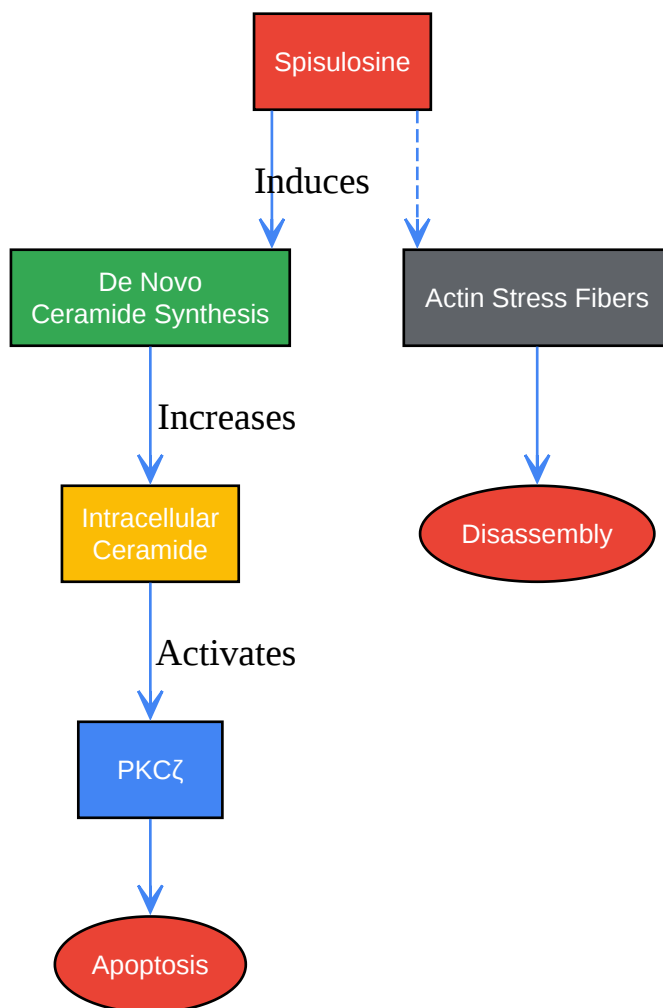 Spisulosine
Induces
De Novo
Ceramide Synthesis
Actin Stress Fibers
Increases
Intracellular
Ceramide
Disassembly
Activates
PKCζ
Apoptosis